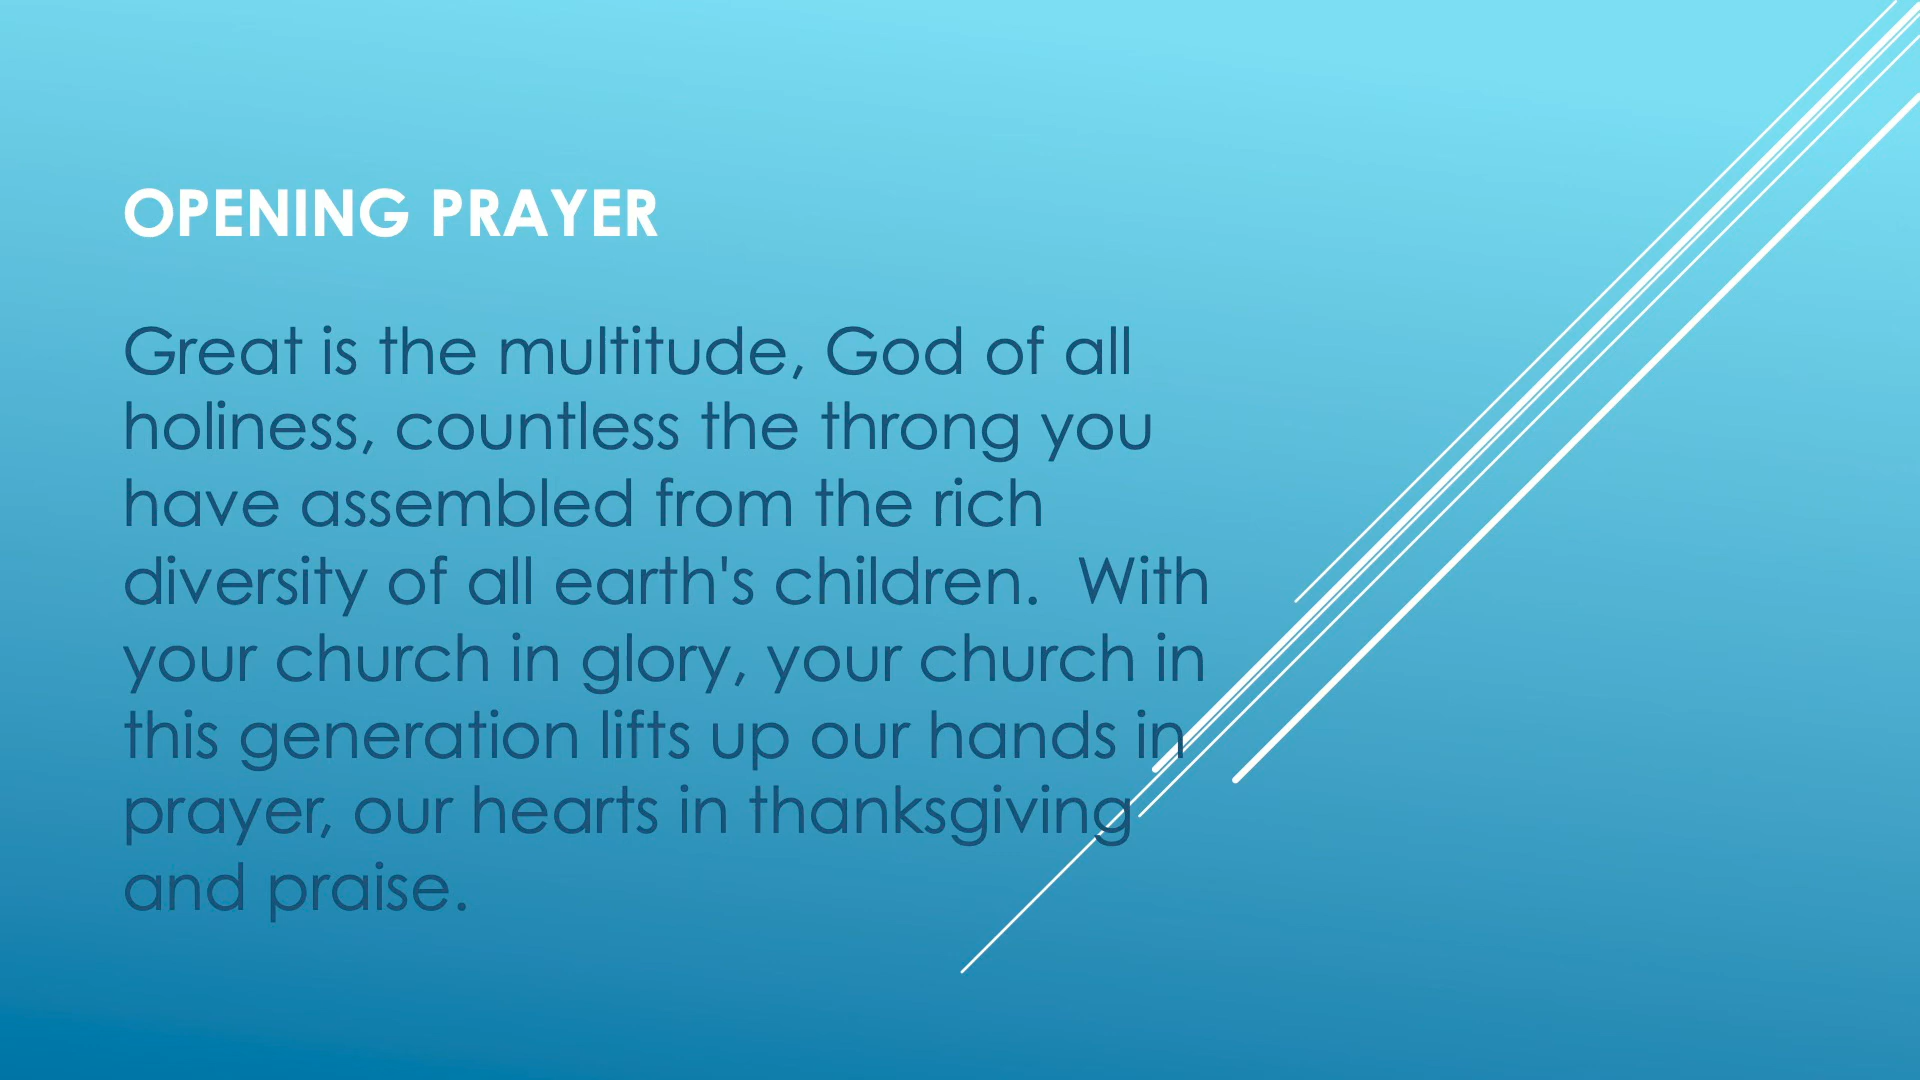 OPENING PRAYER
Great is the multitude, God of all
holiness, countless the throng you
have assembled from the rich
diversity of all earth's children.  With
your church in glory, your church in
this generation lifts up our hands in
prayer, our hearts in thanksgiving
and praise.